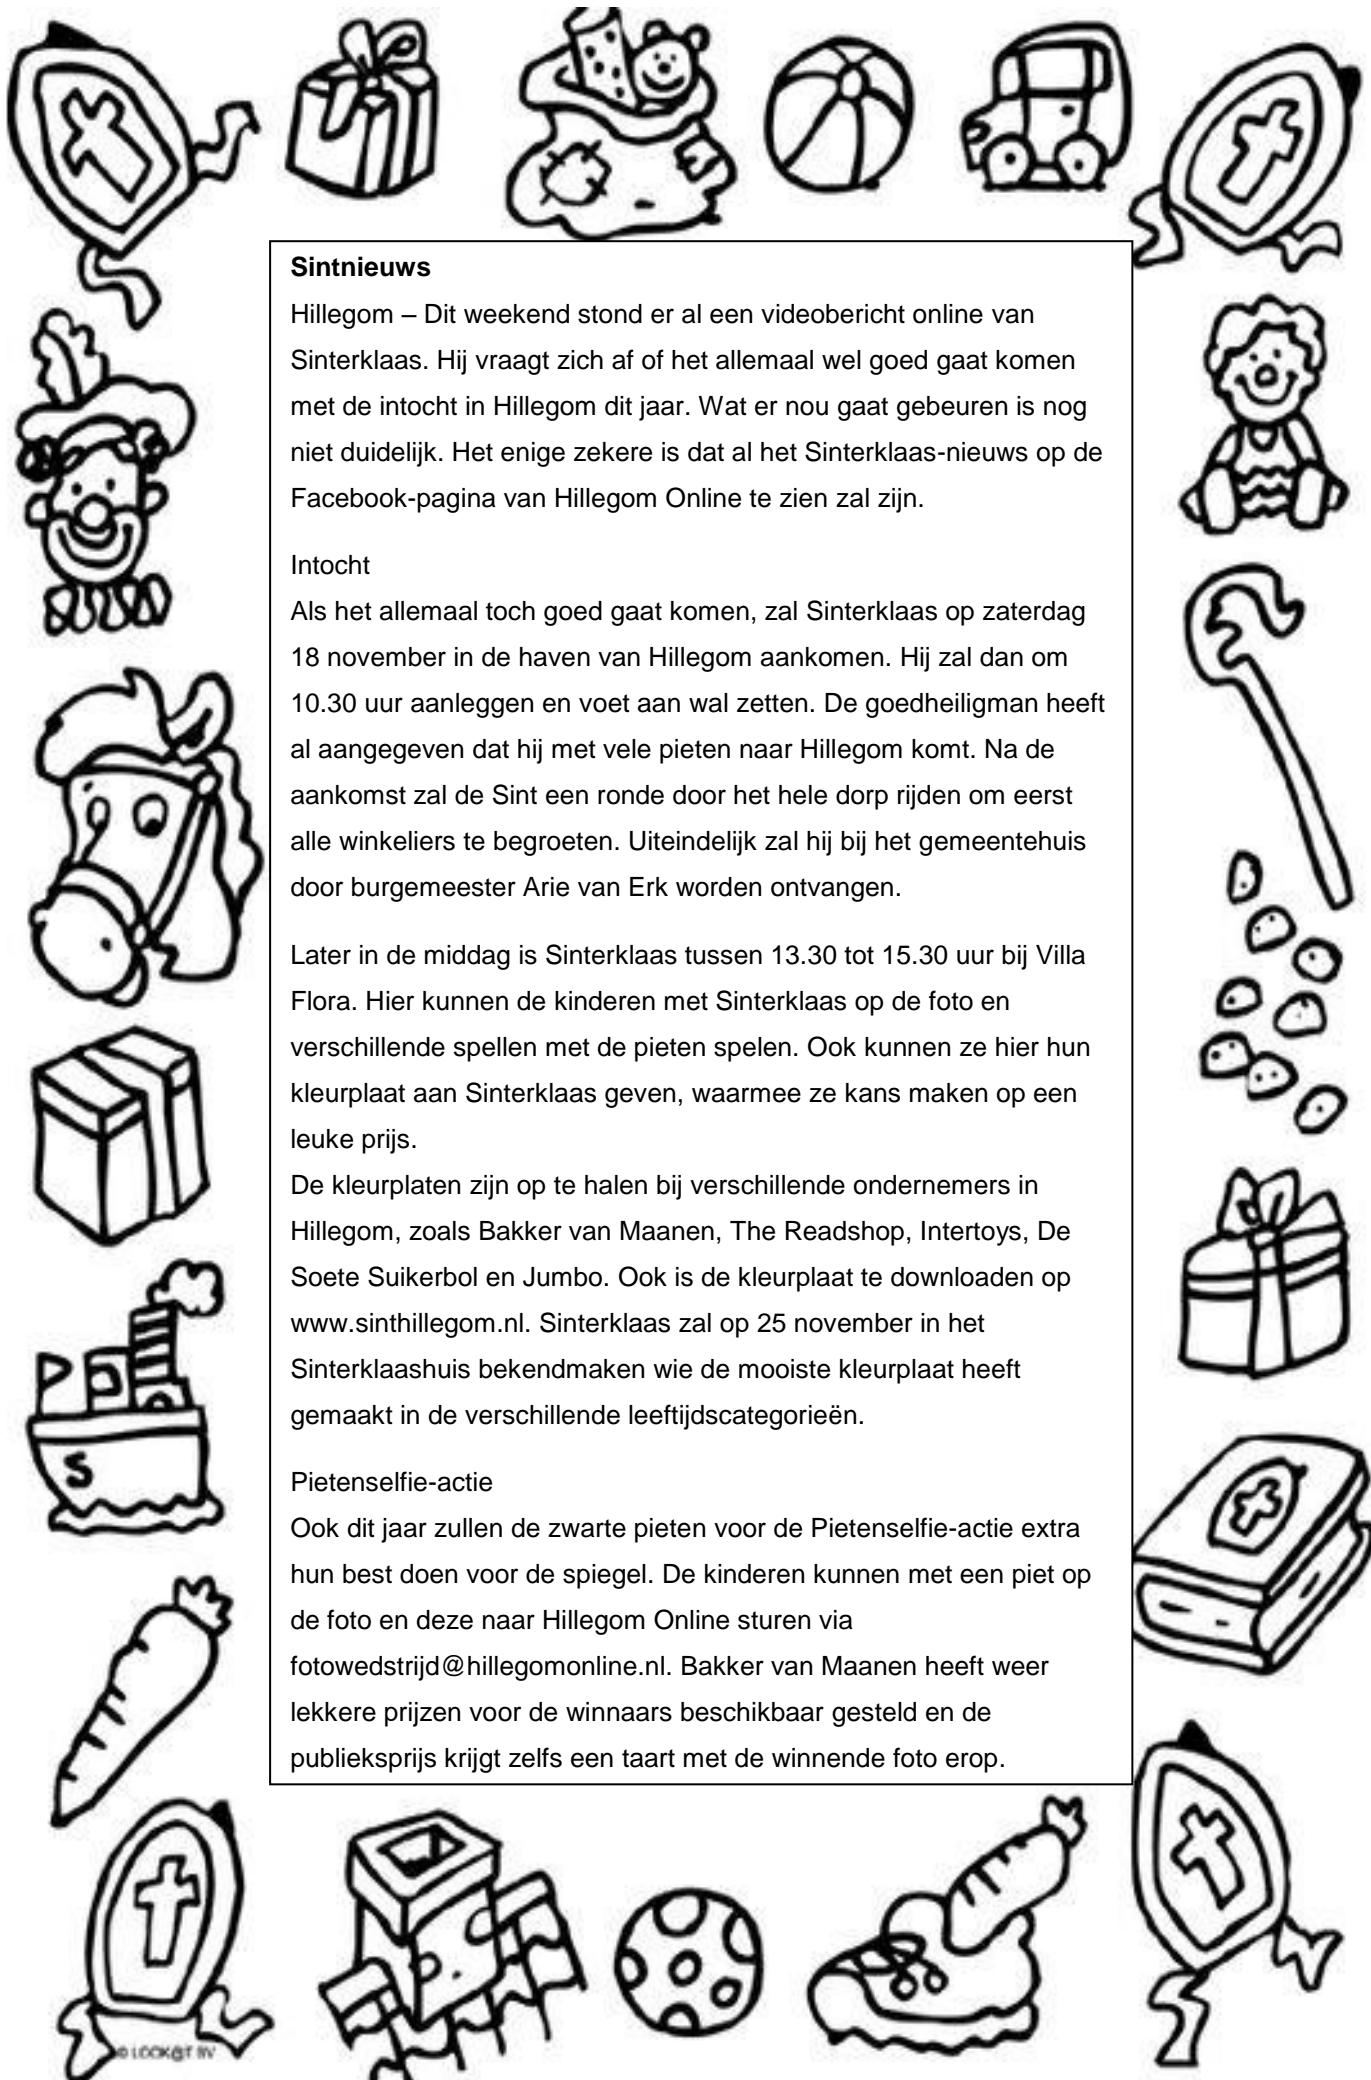 Sintnieuws
Hillegom – Dit weekend stond er al een videobericht online van
Sinterklaas. Hij vraagt zich af of het allemaal wel goed gaat komen
met de intocht in Hillegom dit jaar. Wat er nou gaat gebeuren is nog
niet duidelijk. Het enige zekere is dat al het Sinterklaas-nieuws op de
Facebook-pagina van Hillegom Online te zien zal zijn.
Intocht
Als het allemaal toch goed gaat komen, zal Sinterklaas op zaterdag
18 november in de haven van Hillegom aankomen. Hij zal dan om
10.30 uur aanleggen en voet aan wal zetten. De goedheiligman heeft
al aangegeven dat hij met vele pieten naar Hillegom komt. Na de
aankomst zal de Sint een ronde door het hele dorp rijden om eerst
alle winkeliers te begroeten. Uiteindelijk zal hij bij het gemeentehuis
door burgemeester Arie van Erk worden ontvangen.
Later in de middag is Sinterklaas tussen 13.30 tot 15.30 uur bij Villa
Flora. Hier kunnen de kinderen met Sinterklaas op de foto en
verschillende spellen met de pieten spelen. Ook kunnen ze hier hun
kleurplaat aan Sinterklaas geven, waarmee ze kans maken op een
leuke prijs.
De kleurplaten zijn op te halen bij verschillende ondernemers in
Hillegom, zoals Bakker van Maanen, The Readshop, Intertoys, De
Soete Suikerbol en Jumbo. Ook is de kleurplaat te downloaden op
www.sinthillegom.nl. Sinterklaas zal op 25 november in het
Sinterklaashuis bekendmaken wie de mooiste kleurplaat heeft
gemaakt in de verschillende leeftijdscategorieën.
Pietenselfie-actie
Ook dit jaar zullen de zwarte pieten voor de Pietenselfie-actie extra
hun best doen voor de spiegel. De kinderen kunnen met een piet op
de foto en deze naar Hillegom Online sturen via
fotowedstrijd@hillegomonline.nl. Bakker van Maanen heeft weer
lekkere prijzen voor de winnaars beschikbaar gesteld en de
publieksprijs krijgt zelfs een taart met de winnende foto erop.
S
© LOOK@T BV